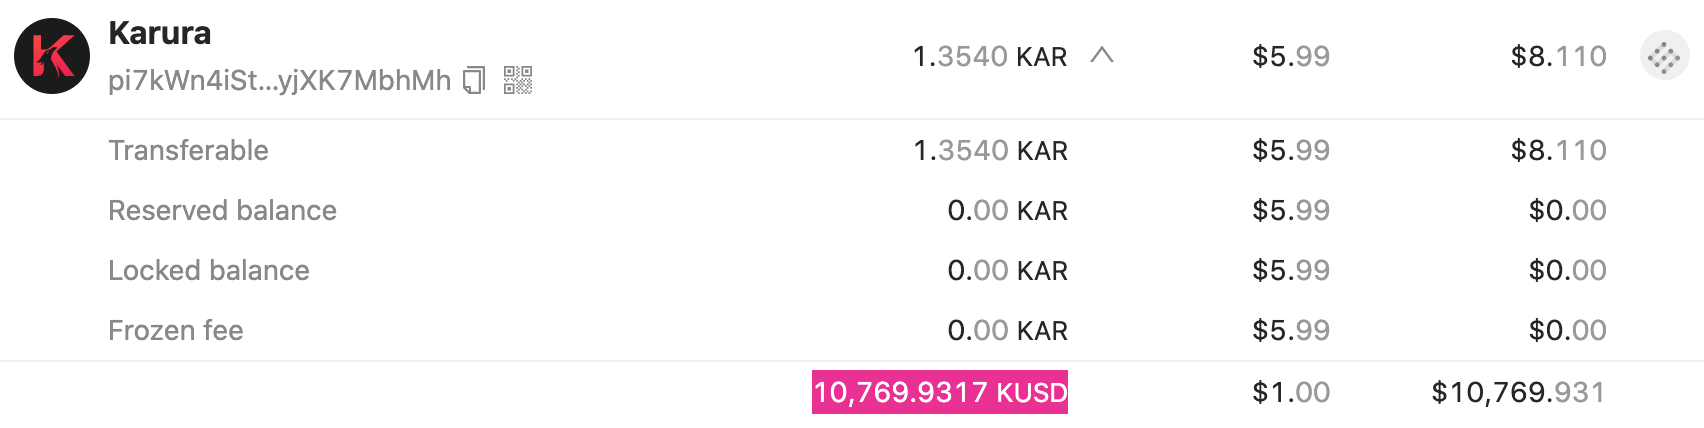 Karura
pi7kWn4iSt...yjXK7MbhMh
1.3540 KAR $5.99 $8.110
Transferable 1.3540 KAR $5.99 $8.110
Reserved balance 0.00 KAR $5.99 $0.00
Locked balance 0.00 KAR $5.99 $0.00
Frozen fee 0.00 KAR $5.99 $0.00
10,769.9317 KUSD $1.00 $10,769.931